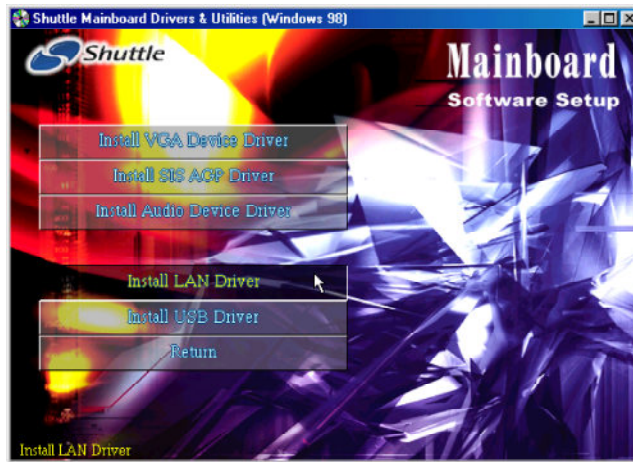 Shuttle Mainboard Drivers & Utilities (Windows 98)
Shuttle
Mainboard
Software Setup
Install VGA Device Driver
Install SIS AGP Driver
Install Audio Device Driver
Install LAN Driver
Install USB Driver
Return
Install LAN Driver